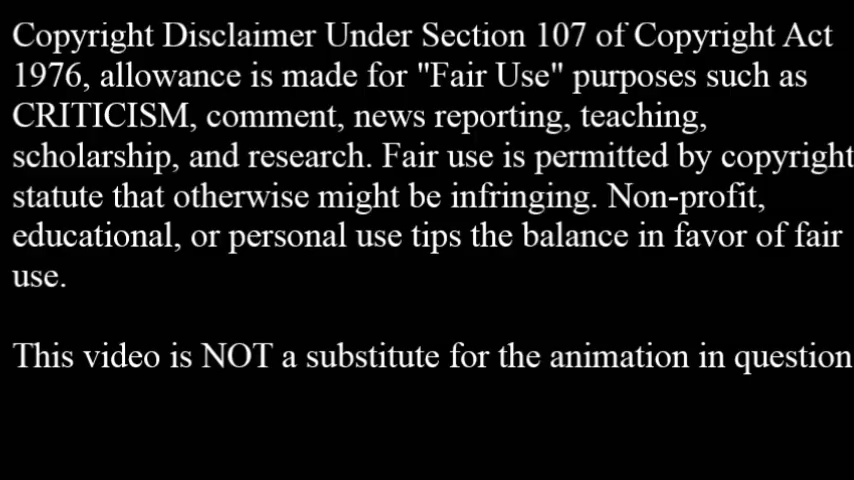 Copyright Disclaimer Under Section 107 of Copyright Act
1976, allowance is made for "Fair Use" purposes such as
CRITICISM, comment, news reporting, teaching,
scholarship, and research. Fair use is permitted by copyright
statute that otherwise might be infringing. Non-profit,
educational, or personal use tips the balance in favor of fair
use.
This video is NOT a substitute for the animation in question